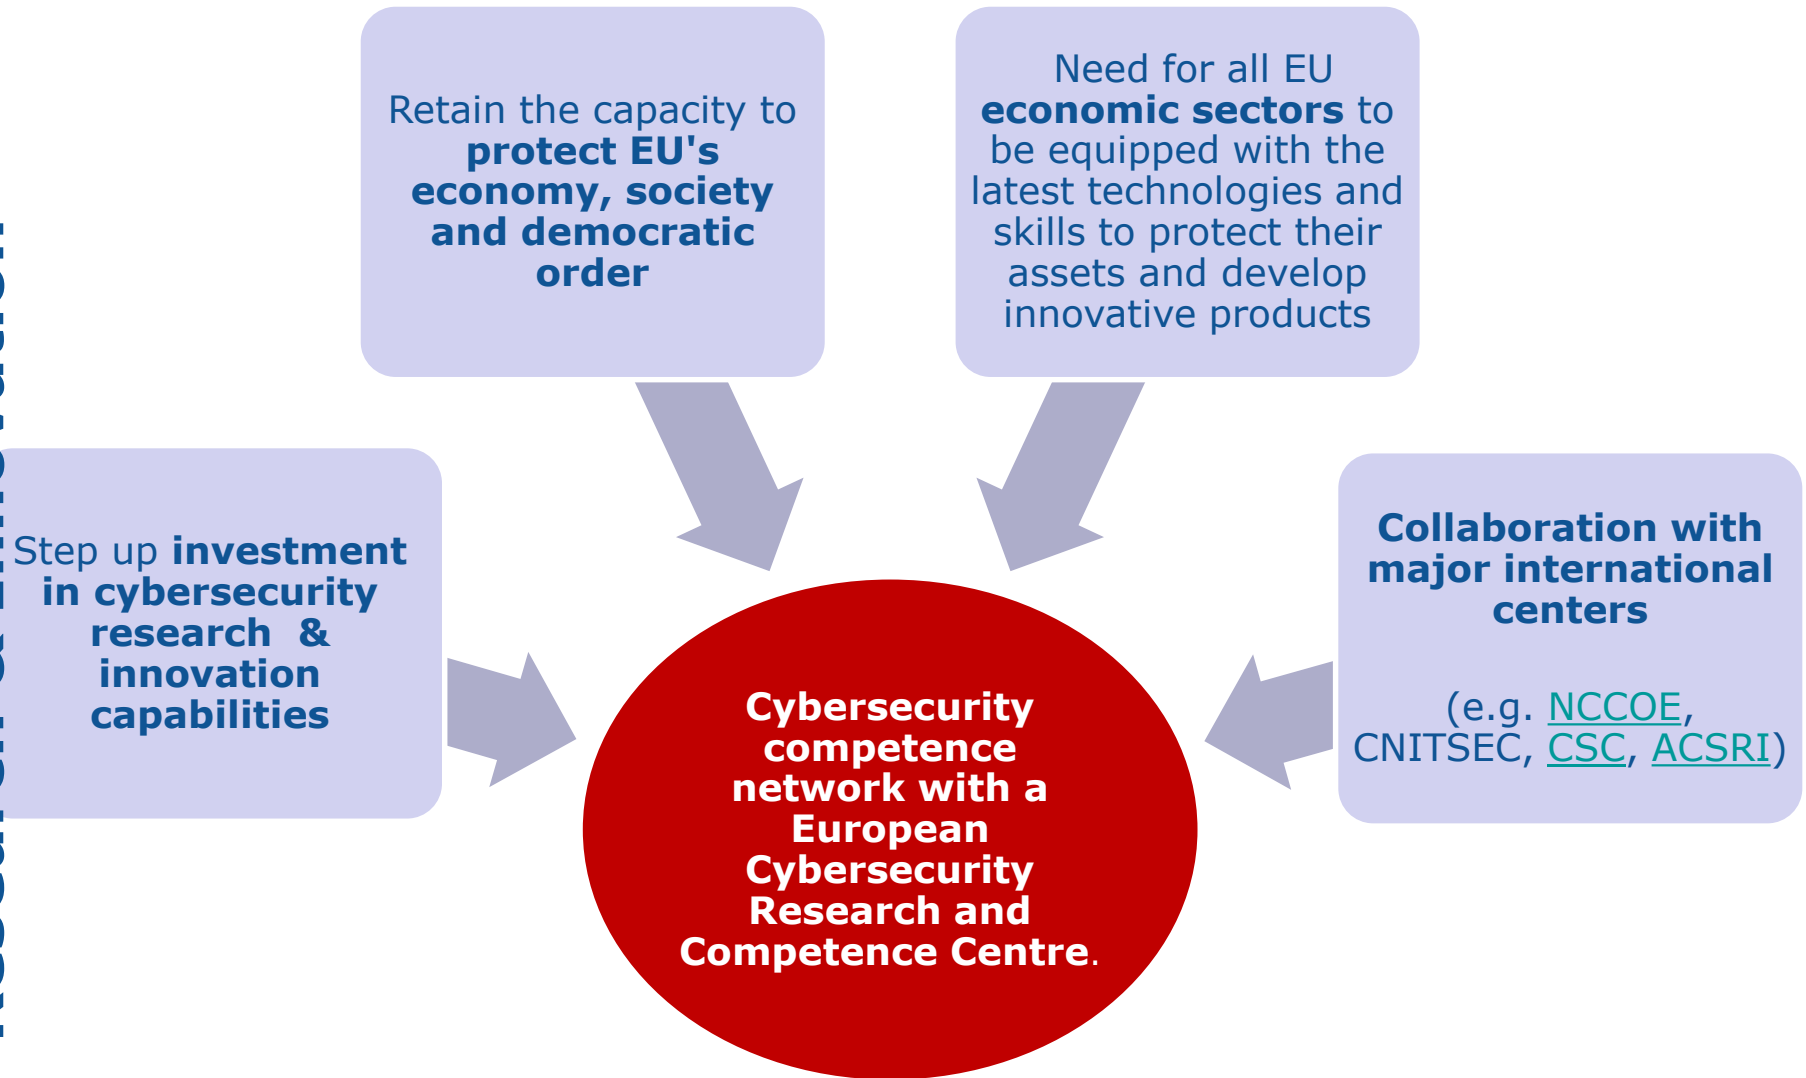 Retain the capacity to
protect EU's
economy, society
and democratic
order
Need for all EU
economic sectors to
be equipped with the
latest technologies and
skills to protect their
assets and develop
innovative products
Step up investment
in cybersecurity
research & 
innovation
capabilities
Collaboration with
major international
centers
(e.g. NCCOE,
CNITSEC, CSC, ACSRI)
Cybersecurity
competence
network with a
European
Cybersecurity
Research and
Competence Centre.